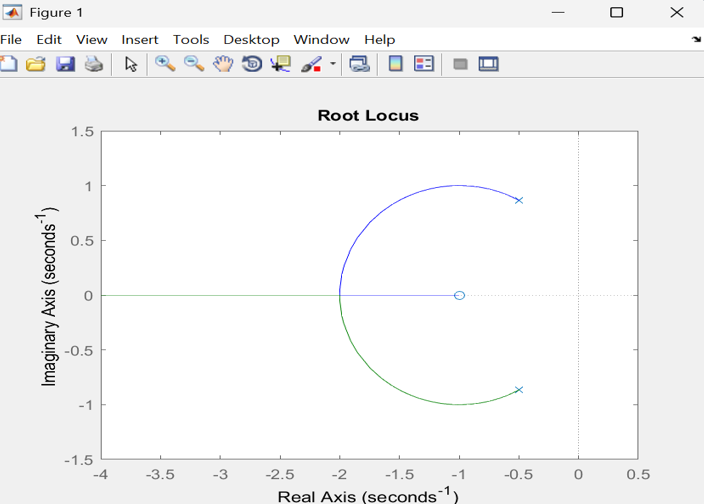 Figure 1
File Edit View Insert Tools Desktop Window Help
Root Locus
1.5
1
0.5
0
-0.5
-1
-1.5
Imaginary Axis (seconds⁻¹)
-4 -3.5 -3 -2.5 -2 -1.5 -1 -0.5 0 0.5
Real Axis (seconds⁻¹)